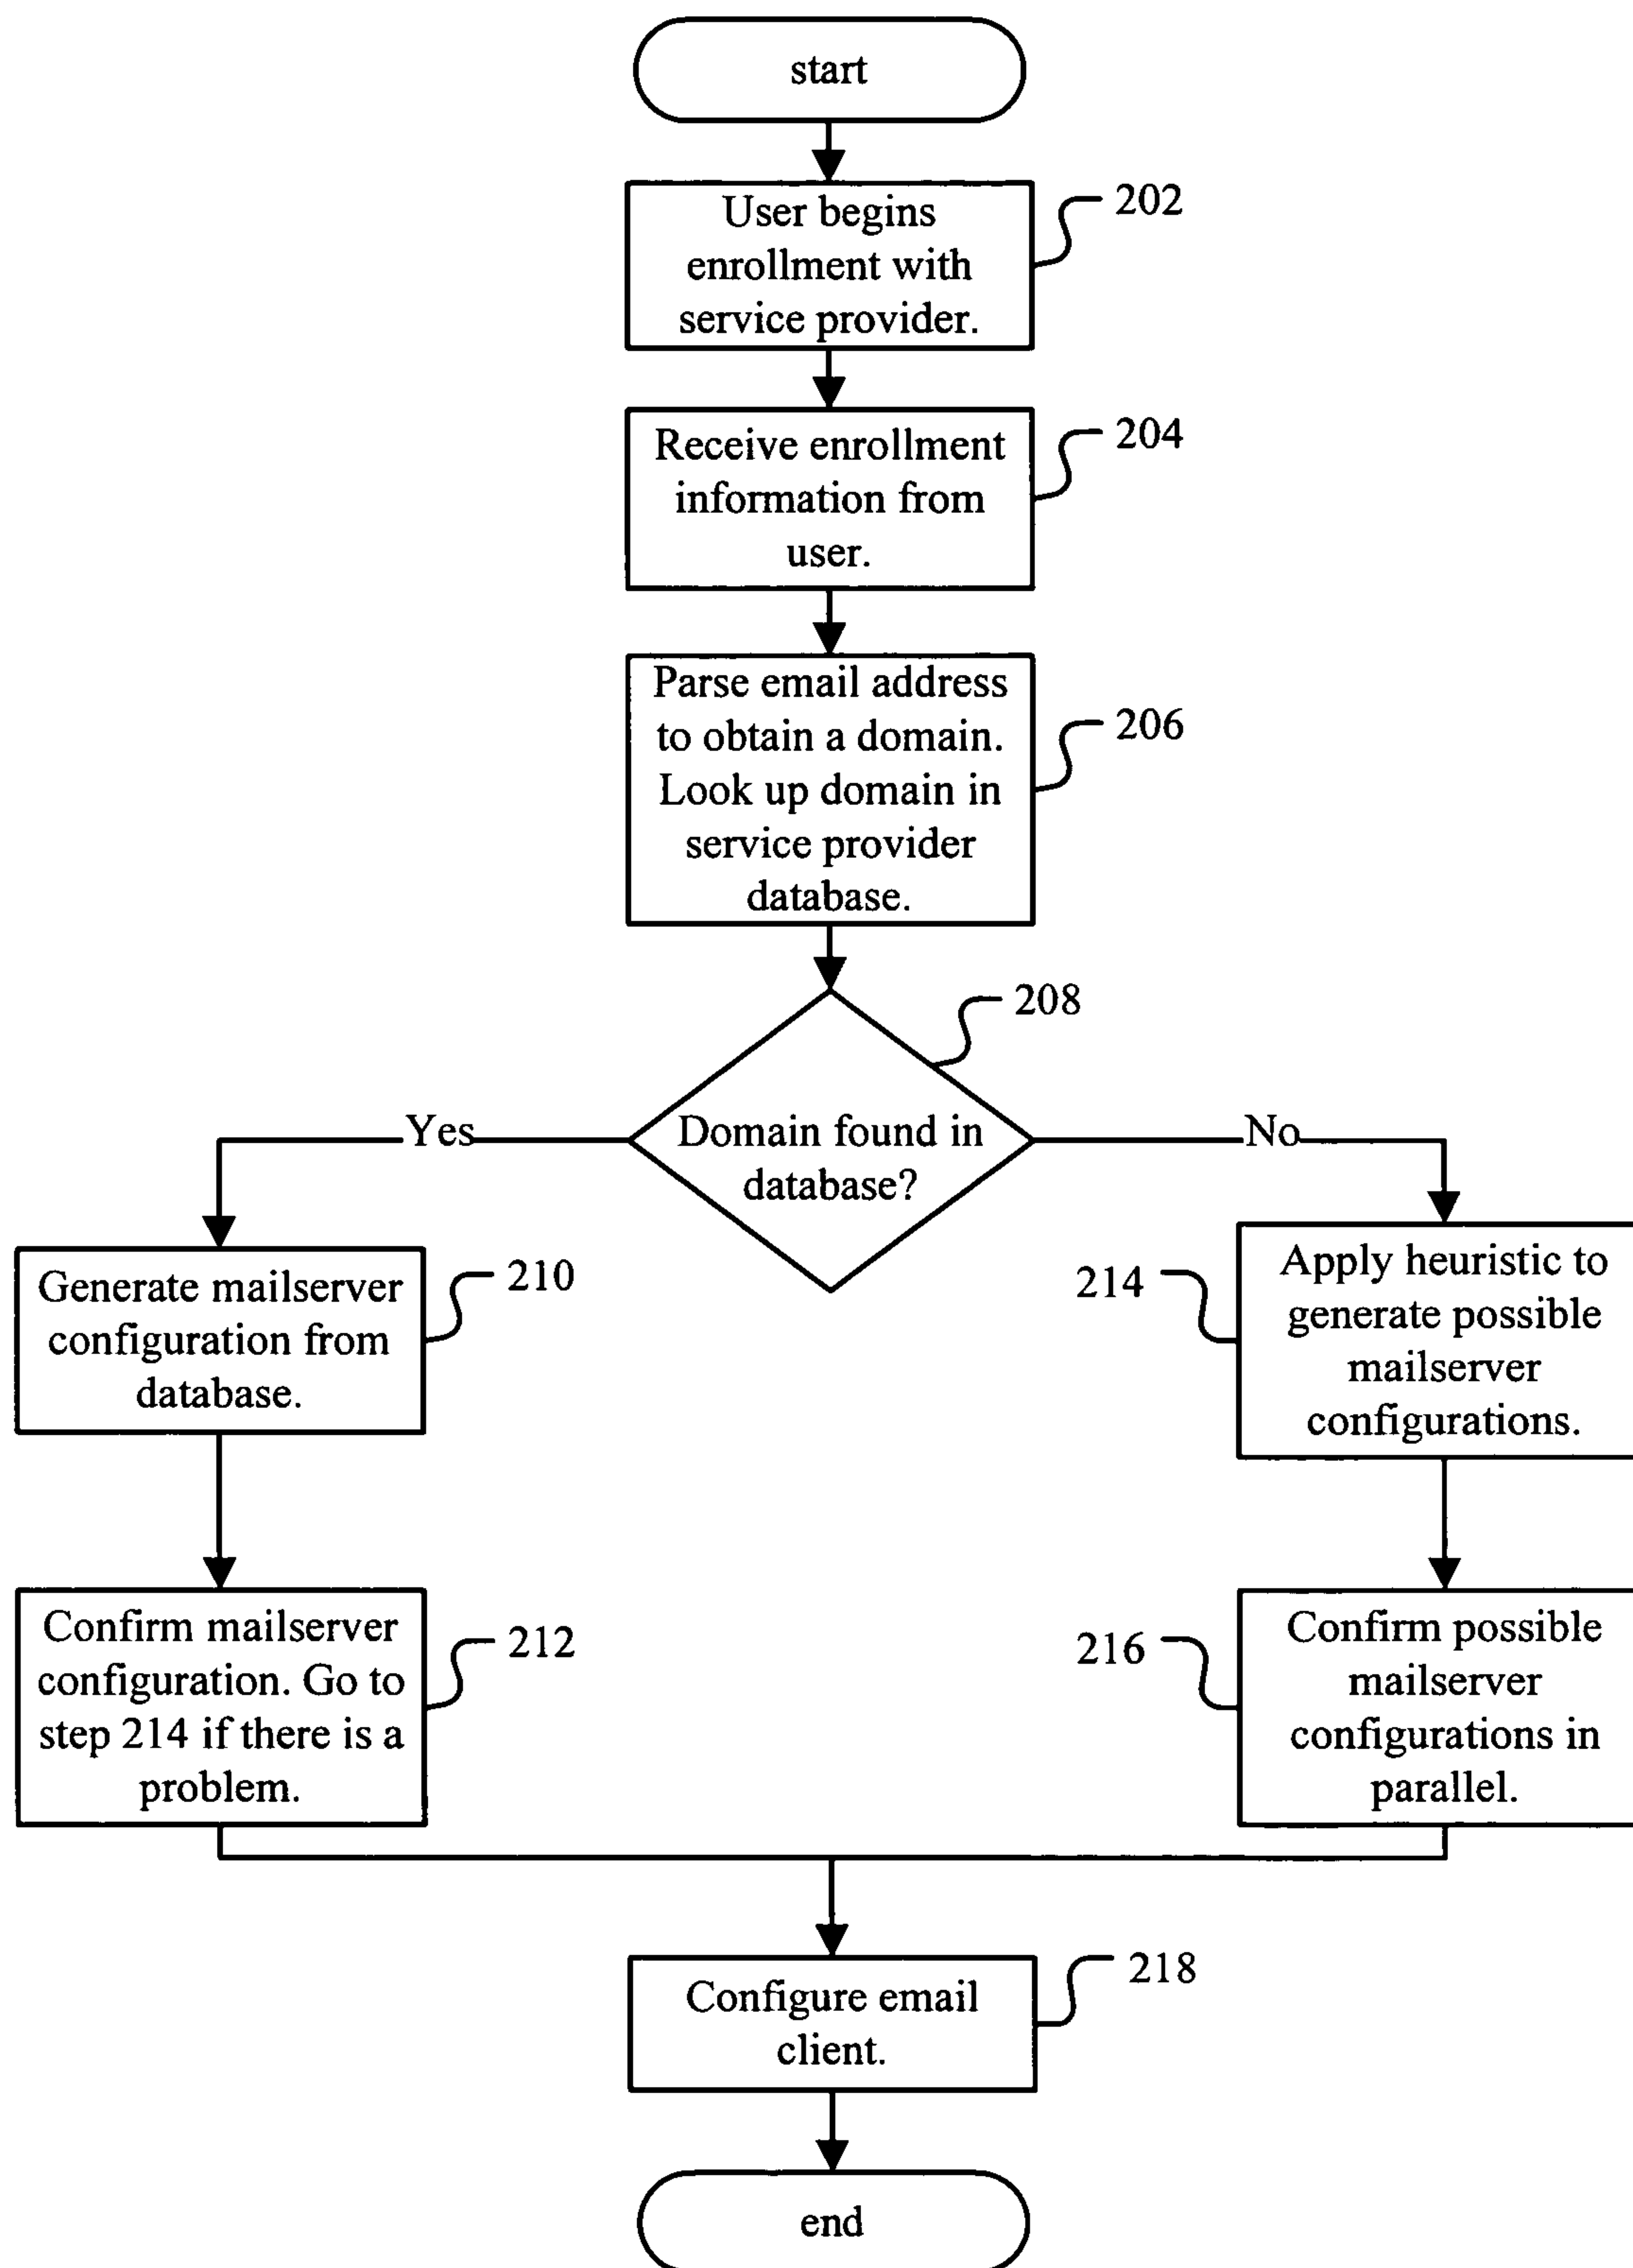 start
User begins
enrollment with
service provider.
202
Receive enrollment
information from
user.
204
Parse email address
to obtain a domain.
Look up domain in
service provider
database.
206
208
Domain found in
database?
Yes
No
Generate mailserver
configuration from
database.
210
Confirm mailserver
configuration. Go to
step 214 if there is a
problem.
212
214
Apply heuristic to
generate possible
mailserver
configurations.
216
Confirm possible
mailserver
configurations in
parallel.
Configure email
client.
218
end